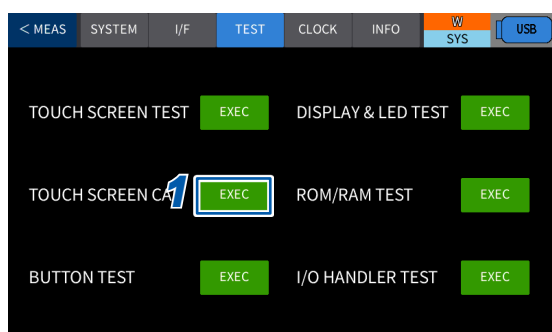 < MEAS SYSTEM I/F TEST CLOCK INFO W SYS USB
TOUCH SCREEN TEST EXEC DISPLAY & LED TEST EXEC
TOUCH SCREEN 1 EXEC ROM/RAM TEST EXEC
BUTTON TEST EXEC I/O HANDLER TEST EXEC